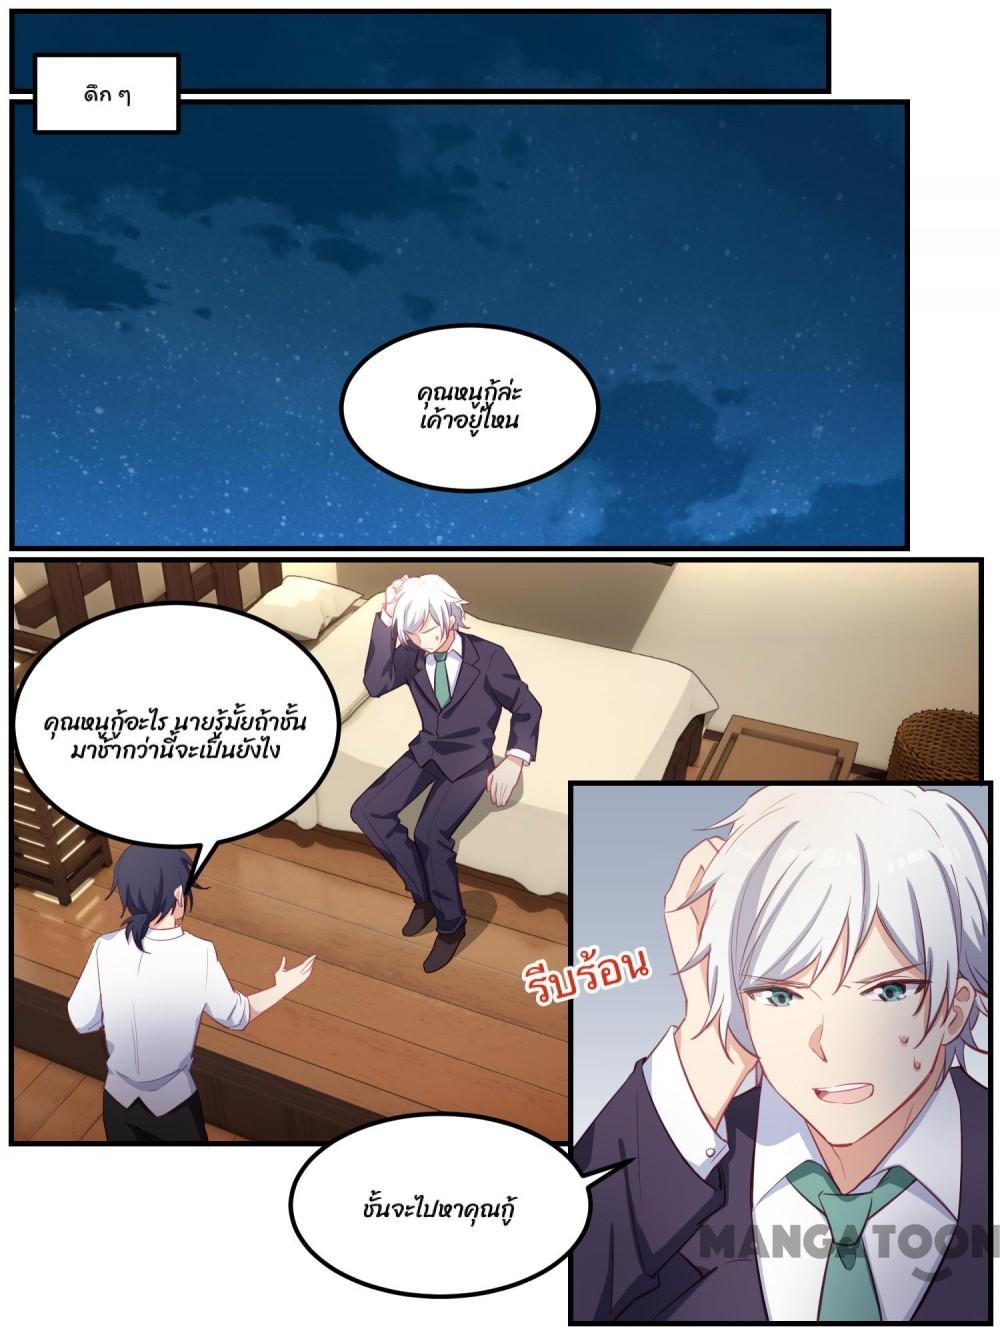 ดึก ๆ
คุณหนูกู้ล่ะ
เค้าอยู่ไหน
คุณหนูกู้อะไร นายรู้มั้ยถ้าชั้น
มาช้ากว่านี้จะเป็นยังไง
รีบร้อน
ชั้นจะไปหาคุณกู้
MANGATOON